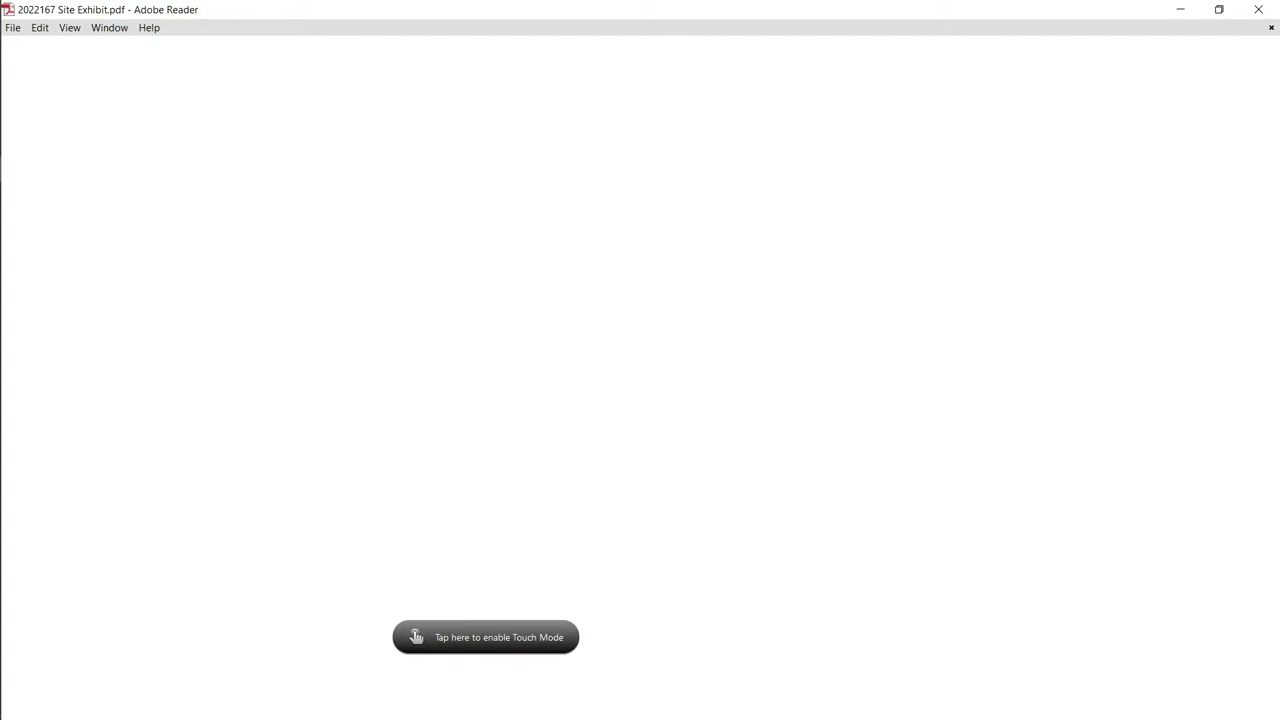 2022167 Site Exhibit.pdf - Adobe Reader
File Edit View Window Help
Tap here to enable Touch Mode